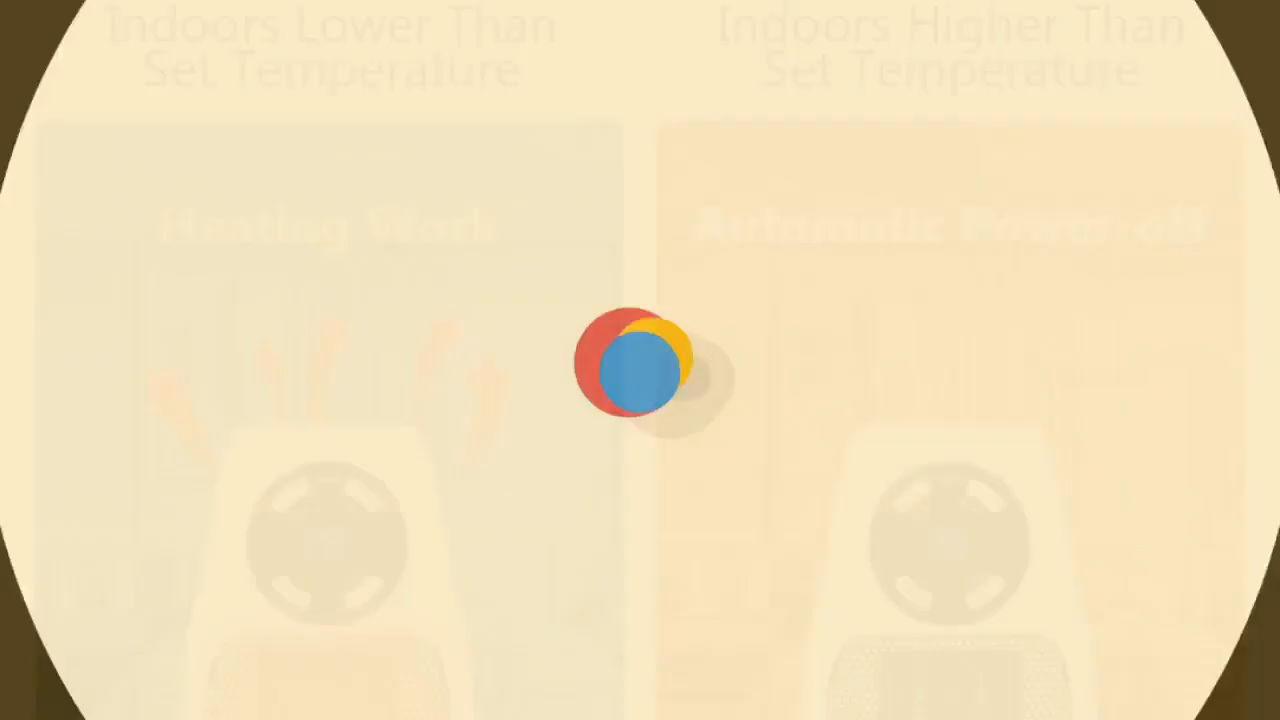 Indoors Lower Than
Set Temperature
Indoors Higher Than
Set Temperature
Heating Work
Automatic Power-off